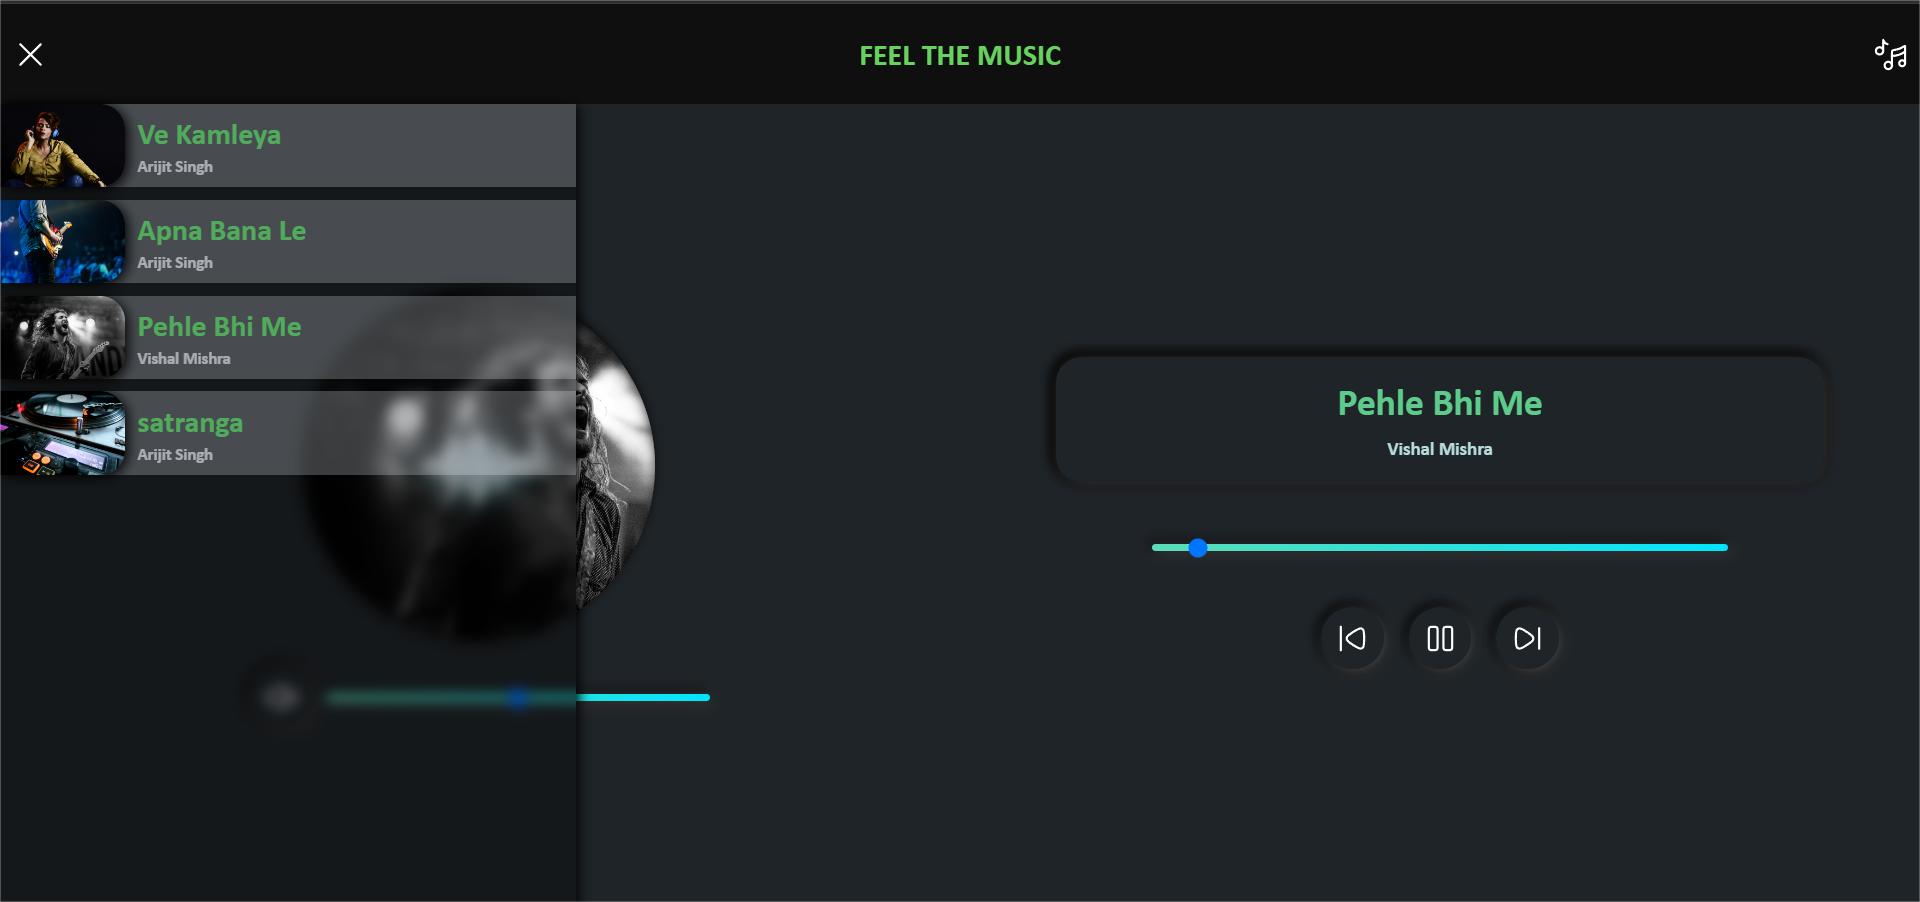 FEEL THE MUSIC
Ve Kamleya
Arijit Singh
Apna Bana Le
Arijit Singh
Pehle Bhi Me
Vishal Mishra
satranga
Arijit Singh
Pehle Bhi Me
Vishal Mishra